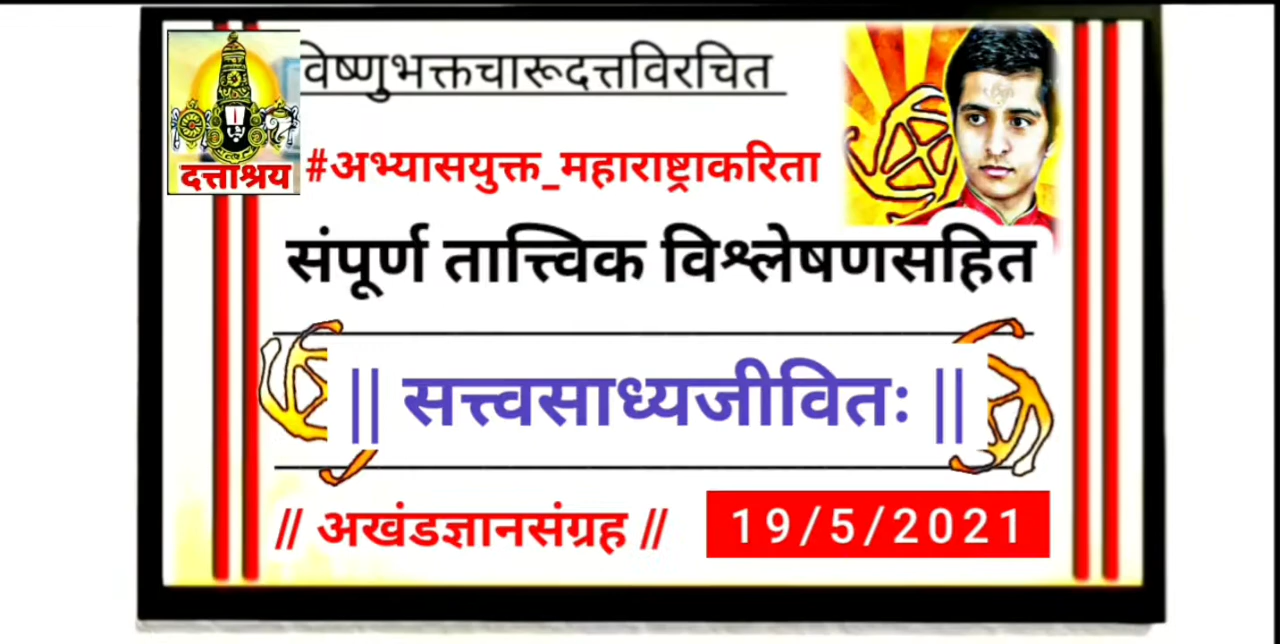 विष्णुभक्तचारूदत्तविरचित
दत्ताश्रय
#अभ्यासयुक्त_महाराष्ट्राकरिता
संपूर्ण तात्त्विक विश्लेषणसहित
|| सत्त्वसाध्यजीवितः ||
// अखंडज्ञानसंग्रह //
19/5/2021